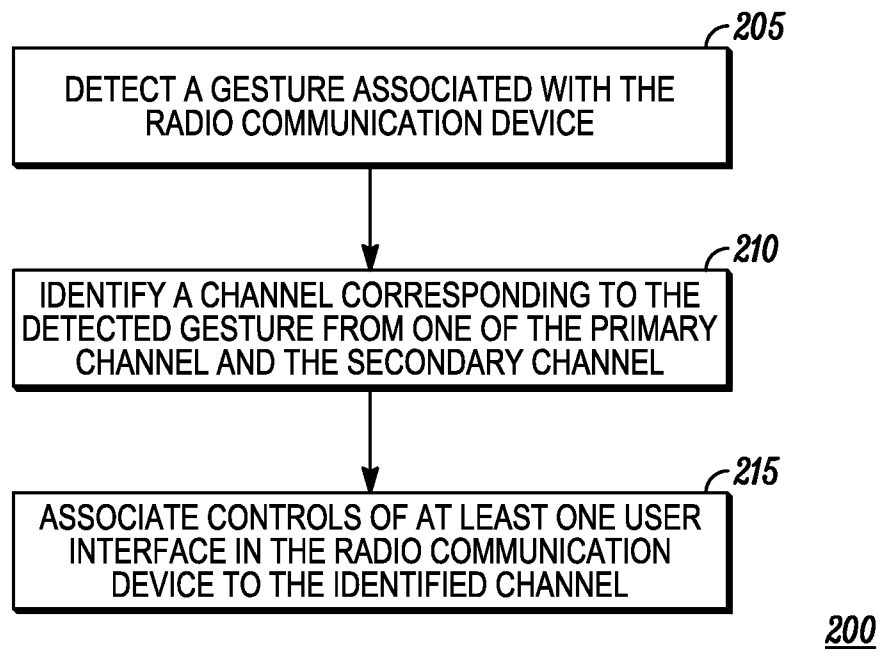 205
DETECT A GESTURE ASSOCIATED WITH THE
RADIO COMMUNICATION DEVICE
210
IDENTIFY A CHANNEL CORRESPONDING TO THE
DETECTED GESTURE FROM ONE OF THE PRIMARY
CHANNEL AND THE SECONDARY CHANNEL
215
ASSOCIATE CONTROLS OF AT LEAST ONE USER
INTERFACE IN THE RADIO COMMUNICATION
DEVICE TO THE IDENTIFIED CHANNEL
200